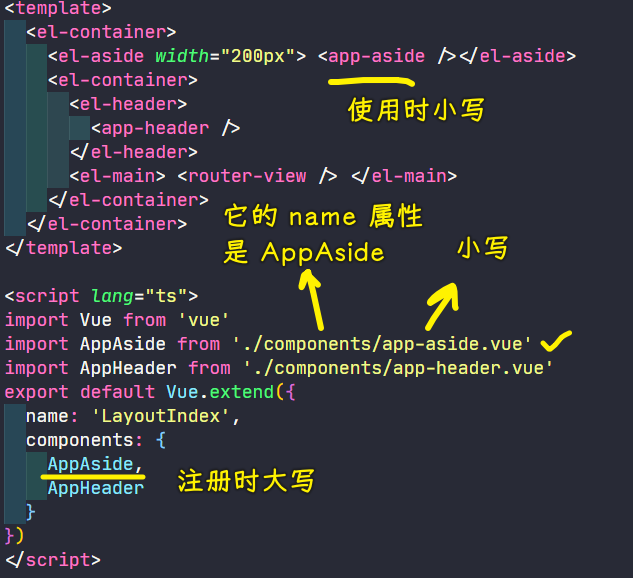 <template>
<el-container>
<el-aside width="200px"> <app-aside /></el-aside>
<el-container>
使用时小写
<el-header>
<app-header />
</el-header>
<el-main> <router-view /> </el-main>
</el-container>
它的 name 属性
</el-container>
是 AppAside
小写
</template>
<script lang="ts">
import Vue from 'vue'
import AppAside from './components/app-aside.vue'
import AppHeader from './components/app-header.vue'
export default Vue.extend({
name: 'LayoutIndex',
components: {
AppAside,
注册时大写
AppHeader
}
})
</script>